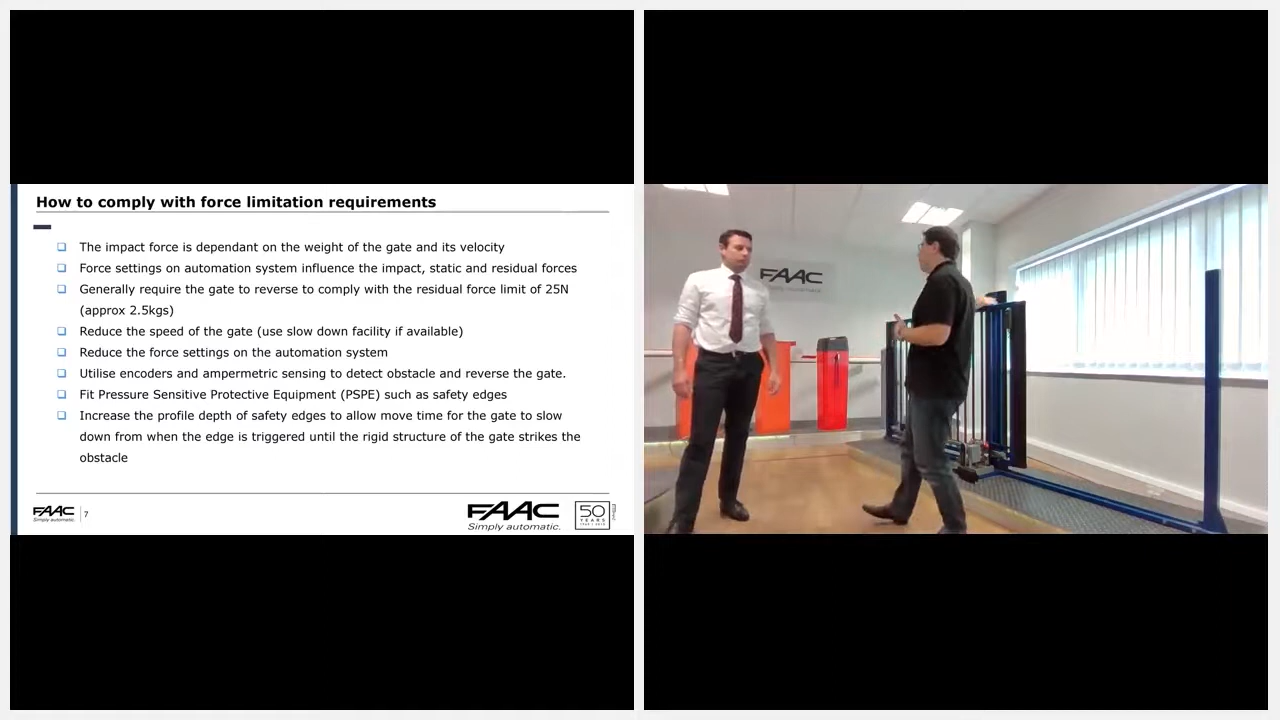 How to comply with force limitation requirements
The impact force is dependant on the weight of the gate and its velocity
Force settings on automation system influence the impact, static and residual forces
Generally require the gate to reverse to comply with the residual force limit of 25N
(approx 2.5kgs)
Reduce the speed of the gate (use slow down facility if available)
Reduce the force settings on the automation system
Utilise encoders and ampermetric sensing to detect obstacle and reverse the gate.
Fit Pressure Sensitive Protective Equipment (PSPE) such as safety edges
Increase the profile depth of safety edges to allow move time for the gate to slow
down from when the edge is triggered until the rigid structure of the gate strikes the
obstacle
FAAC
Simply automatic.
7
FAAC
Simply automatic.
50
YEARS
FAAC